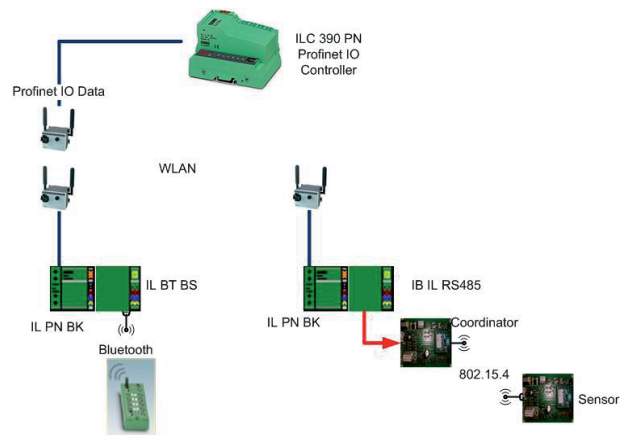 ILC 390 PN
Profinet IO
Controller
Profinet IO Data
WLAN
IL BT BS
IL PN BK
IB IL RS485
IL PN BK
Coordinator
Bluetooth
802.15.4
Sensor